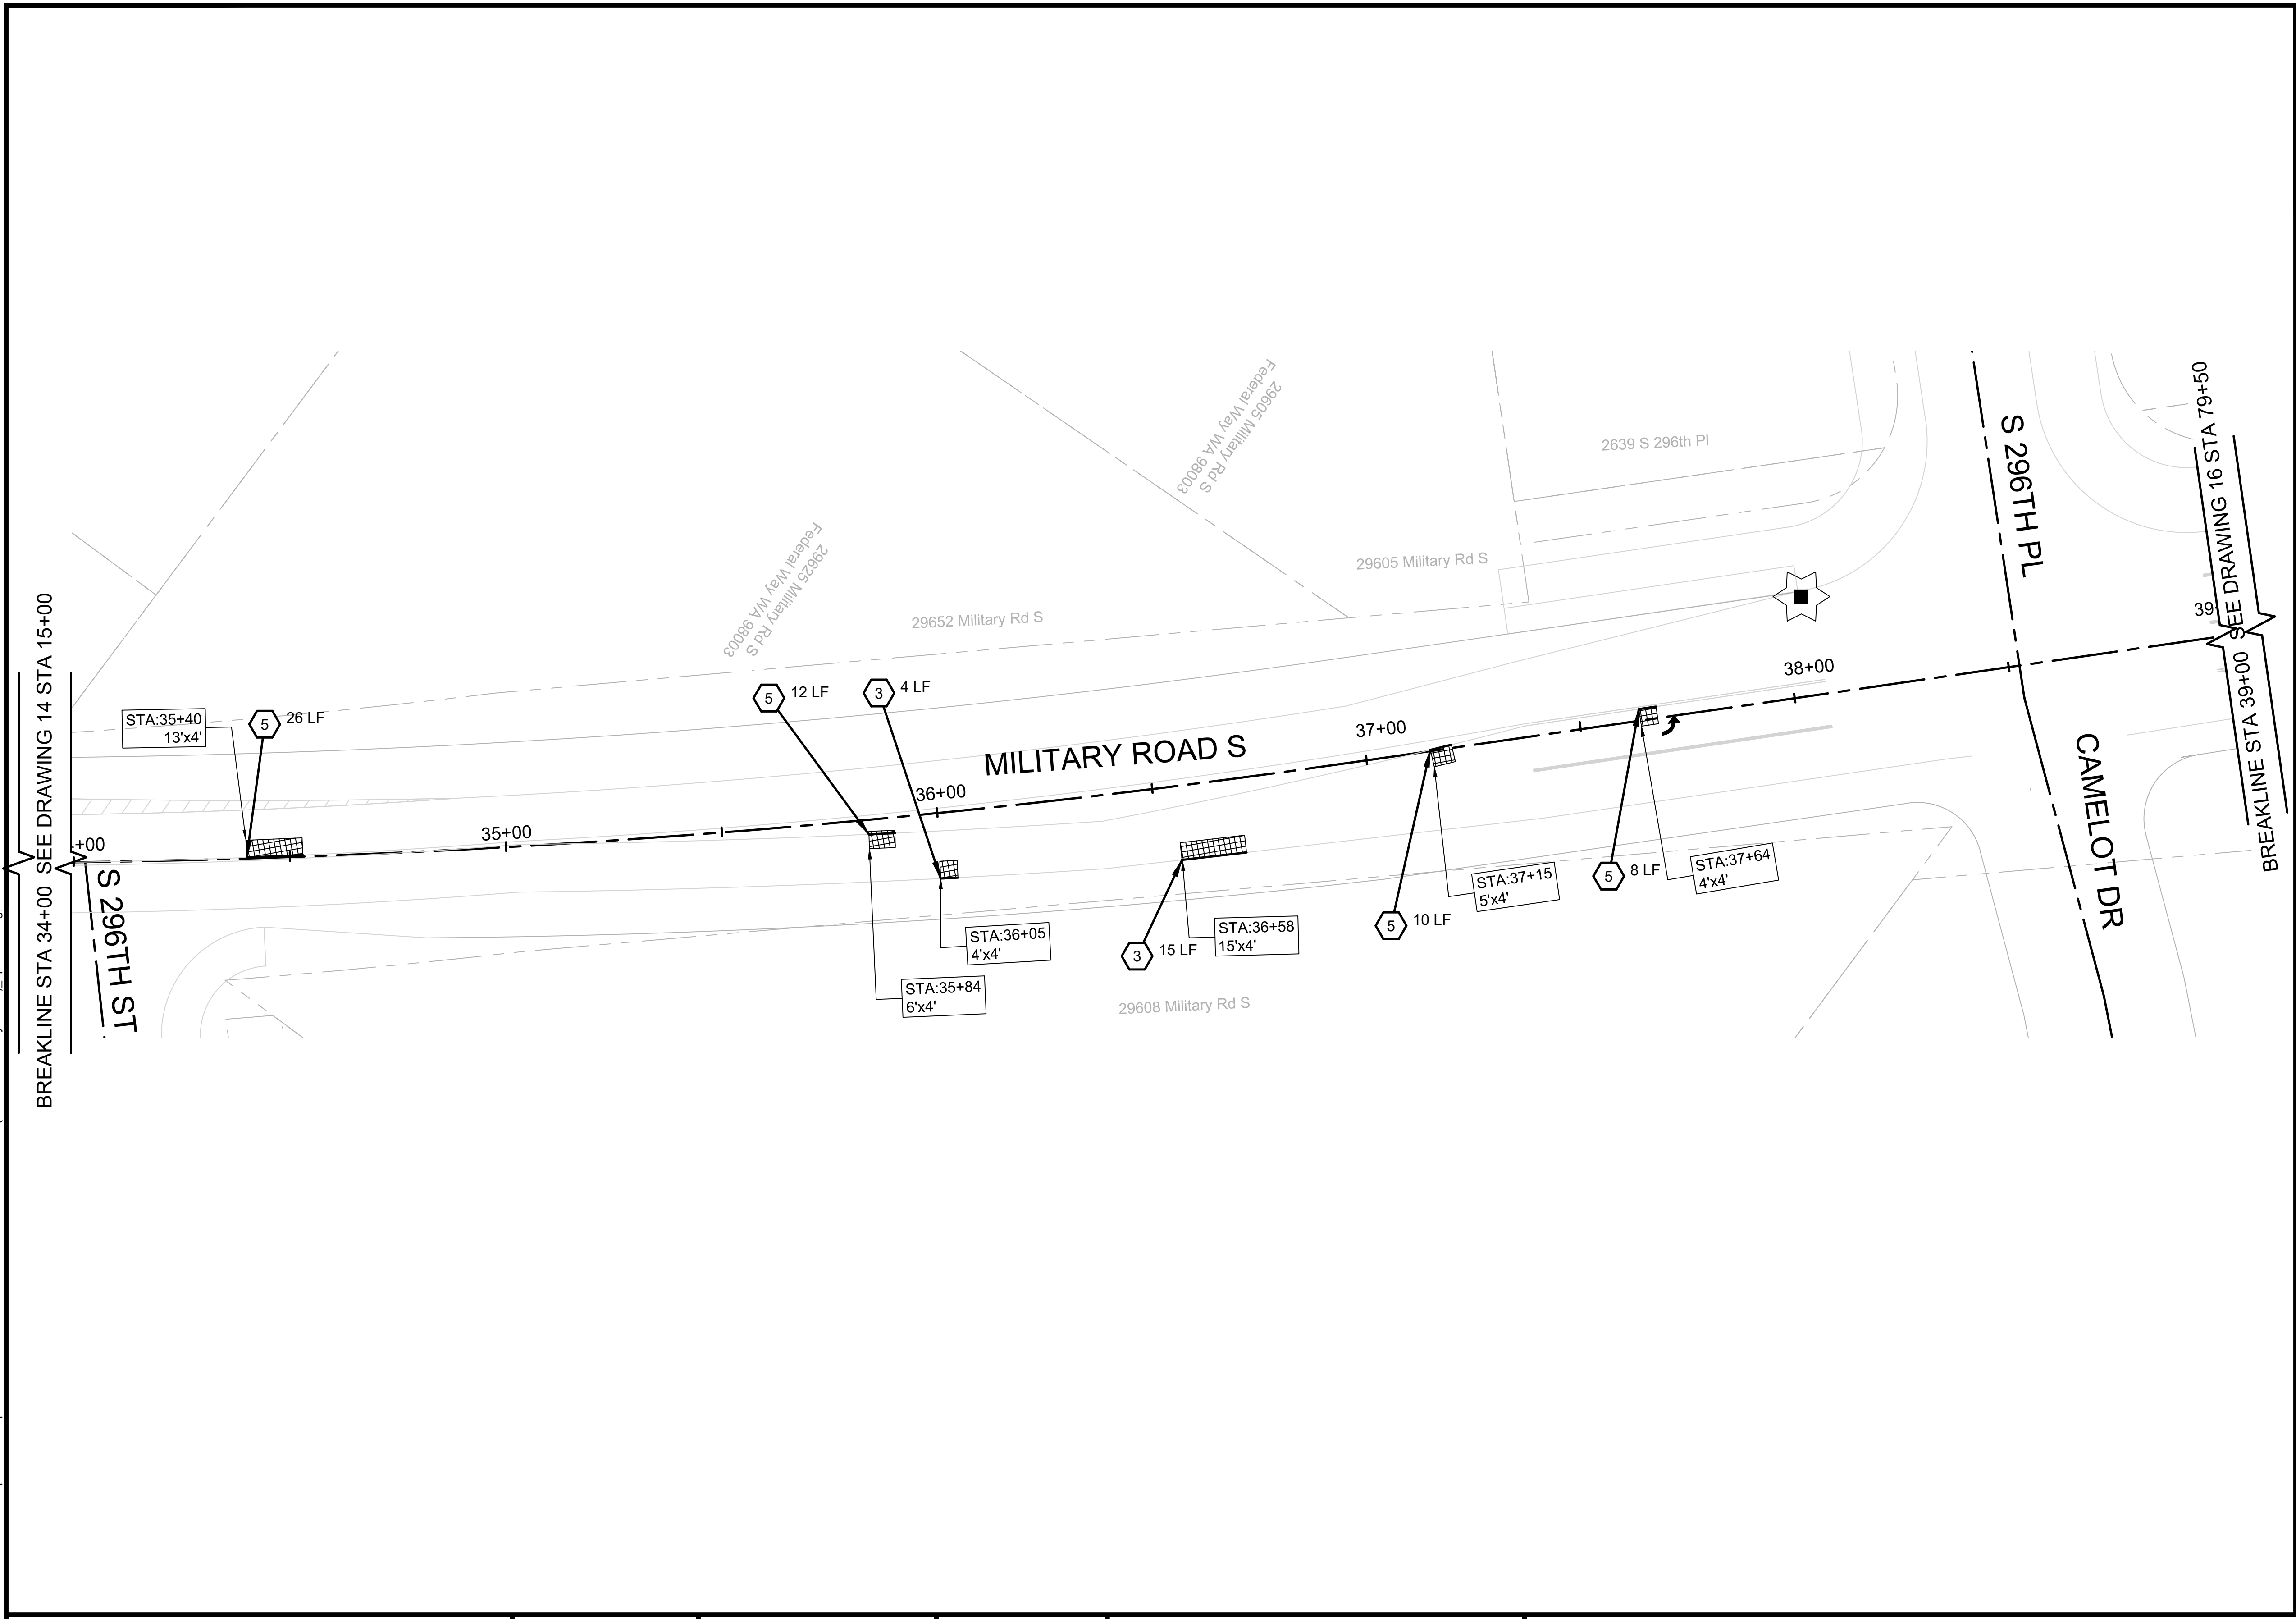 BREAKLINE STA 34+00  SEE DRAWING 14 STA 15+00
+00
S 296TH ST
STA:35+40
13'x4'
5
26 LF
35+00
29625 Military Rd S
Federal Way WA 98003
5
12 LF
3
4 LF
29652 Military Rd S
36+00
MILITARY ROAD S
STA:35+84
6'x4'
STA:36+05
4'x4'
3
15 LF
STA:36+58
15'x4'
29608 Military Rd S
29605 Military Rd S
Federal Way WA 98003
29605 Military Rd S
2639 S 296th Pl
37+00
5
10 LF
STA:37+15
5'x4'
5
8 LF
STA:37+64
4'x4'
38+00
S 296TH PL
CAMELOT DR
39+
BREAKLINE STA 39+00  SEE DRAWING 16 STA 79+50